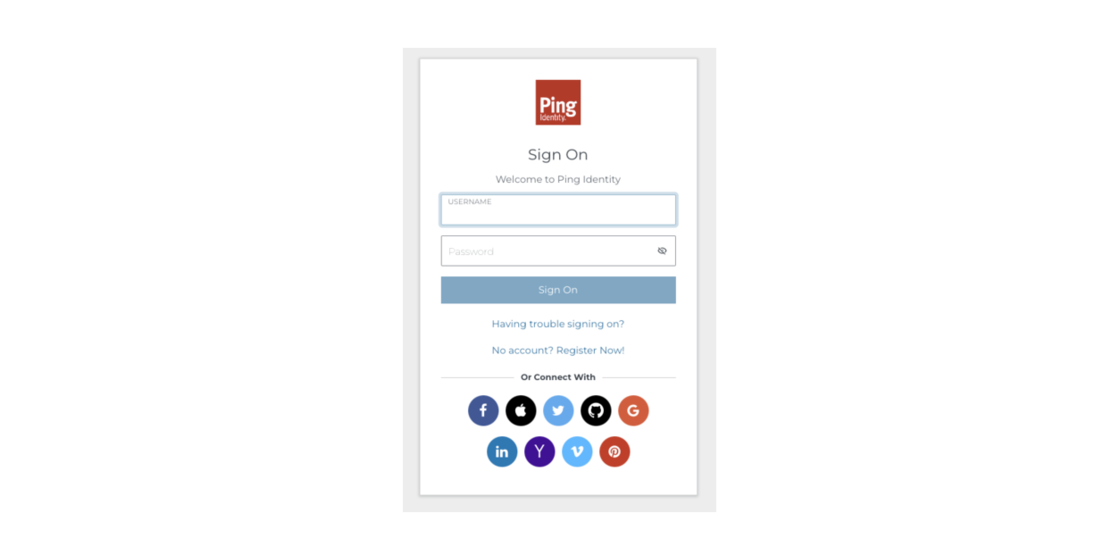 Ping
Identity.
Sign On
Welcome to Ping Identity
USERNAME
Password
Sign On
Having trouble signing on?
No account? Register Now!
Or Connect With